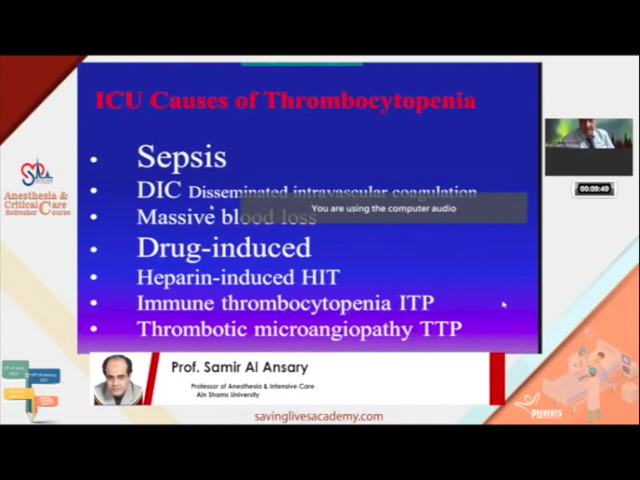 ICU Causes of Thrombocytopenia
• Sepsis
• DIC Disseminated intravascular coagulation
You are using the computer audio
• Massive blood loss
• Drug-induced
• Heparin-induced HIT
• Immune thrombocytopenia ITP
• Thrombotic microangiopathy TTP
Anesthesia &
Critical Care
Refresher Course
00:09:49
Prof. Samir Al Ansary
Professor of Anesthesia & Intensive Care
Ain Shams University
savinglivesacademy.com
PREVENTS